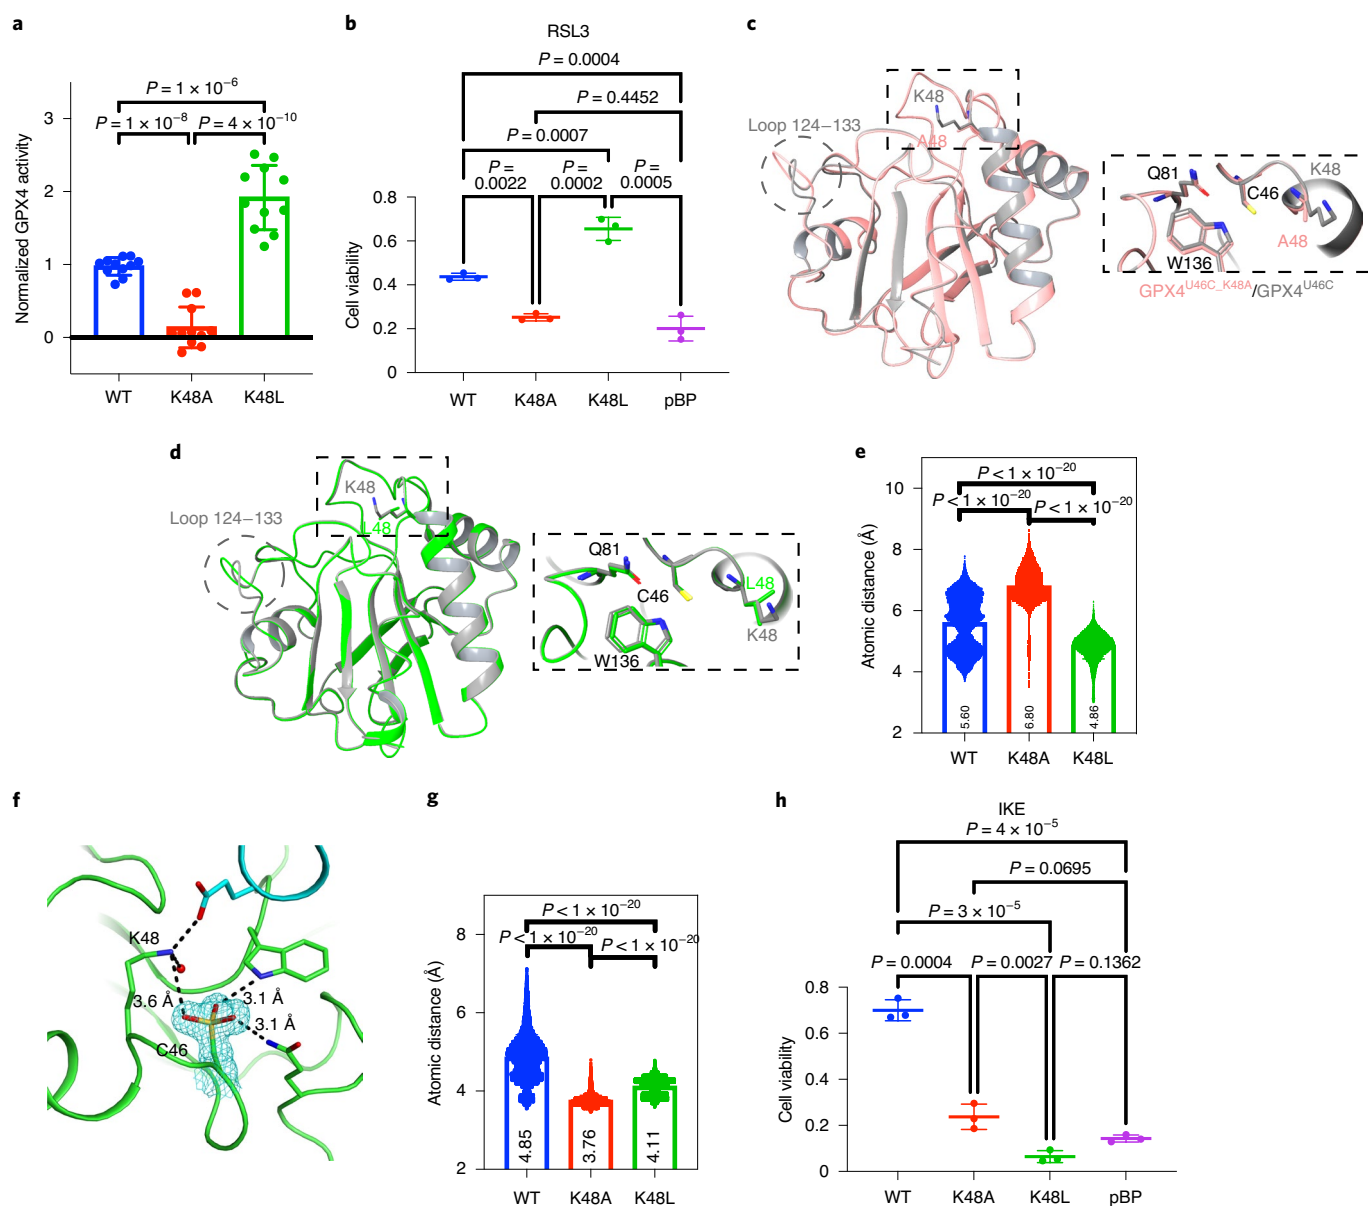 a
P = 1 × 10−6
P = 1 × 10−8
P = 4 × 10−10
Normalized GPX4 activity
3
2
1
0
WT
K48A
K48L
b
RSL3
P = 0.0004
P = 0.4452
P = 0.0007
P =
0.0022
P =
0.0002
P =
0.0005
Cell viability
0.8
0.6
0.4
0.2
0
WT
K48A
K48L
pBP
c
K48
A48
Loop 124–133
Q81
C46
K48
A48
W136
GPX4U46C_K48A/GPX4U46C
d
K48
L48
Loop 124–133
Q81
C46
L48
K48
W136
e
P < 1 × 10−20
P < 1 × 10−20
P < 1 × 10−20
Atomic distance (Å)
10
8
6
4
2
5.60
6.80
4.86
WT
K48A
K48L
f
K48
3.6 Å
3.1 Å
3.1 Å
C46
g
P < 1 × 10−20
P < 1 × 10−20
P < 1 × 10−20
Atomic distance (Å)
8
6
4
2
4.85
3.76
4.11
WT
K48A
K48L
h
IKE
P = 4 × 10−5
P = 0.0695
P = 3 × 10−5
P = 0.0004
P = 0.0027
P = 0.1362
Cell viability
0.8
0.6
0.4
0.2
0
WT
K48A
K48L
pBP